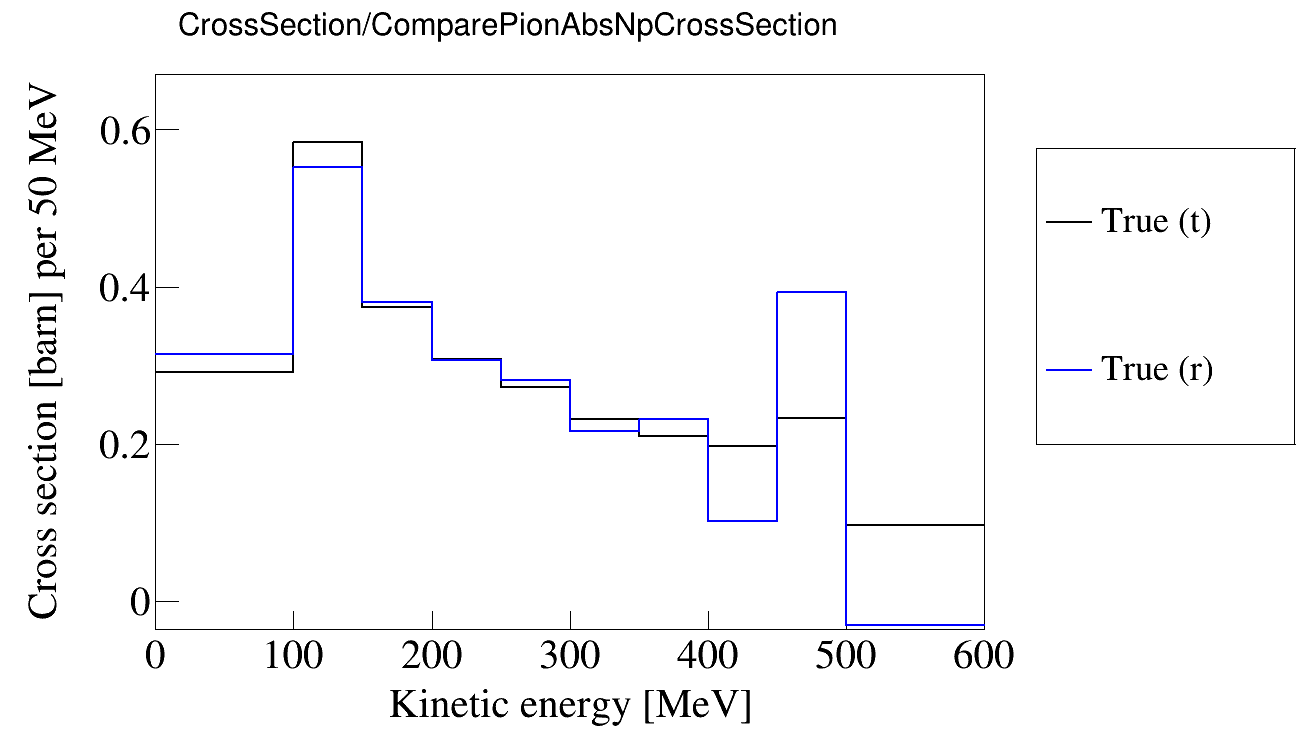 CrossSection/ComparePionAbsNpCrossSection
Cross section [barn] per 50 MeV
0.6
0.4
0.2
0
0 100 200 300 400 500 600
Kinetic energy [MeV]
True (t)
True (r)